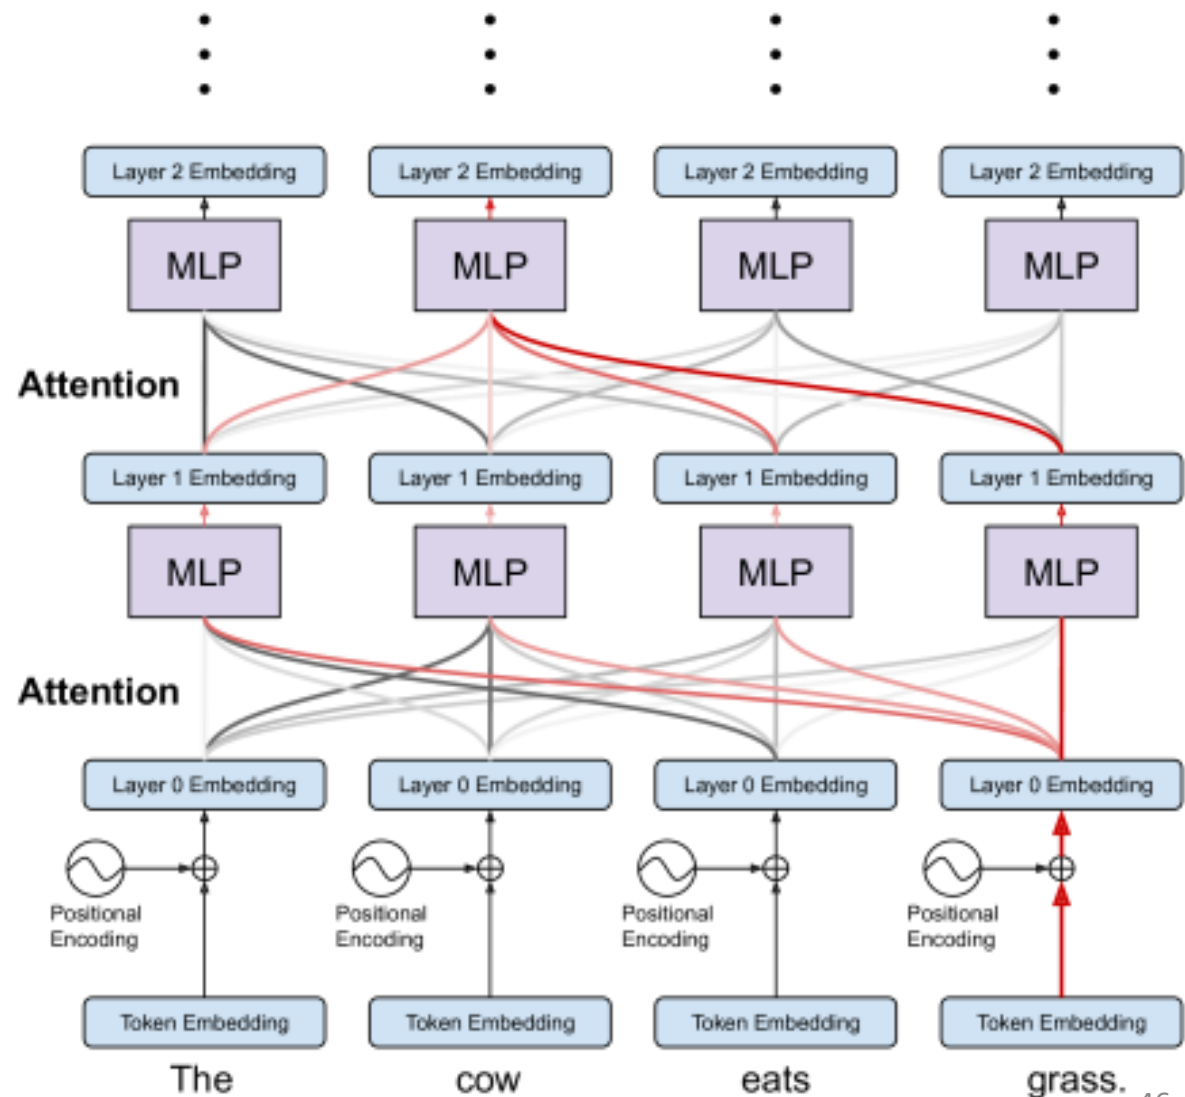 Layer 2 Embedding Layer 2 Embedding Layer 2 Embedding Layer 2 Embedding
MLP MLP MLP MLP
Attention
Layer 1 Embedding Layer 1 Embedding Layer 1 Embedding Layer 1 Embedding
MLP MLP MLP MLP
Attention
Layer 0 Embedding Layer 0 Embedding Layer 0 Embedding Layer 0 Embedding
Positional Positional Positional Positional
Encoding Encoding Encoding Encoding
Token Embedding Token Embedding Token Embedding Token Embedding
The cow eats grass.